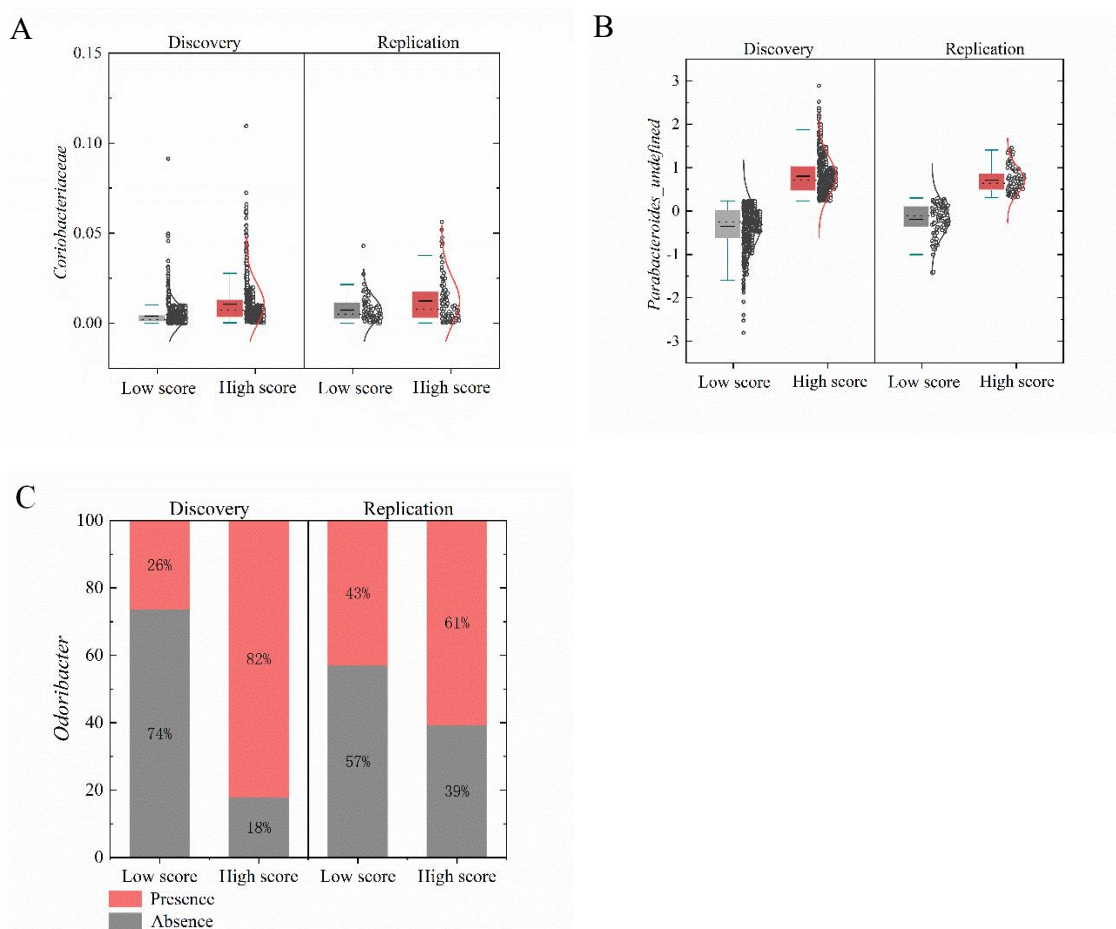 A
Discovery Replication
0.15
0.10
0.05
0.00
Coriobacteriaceae
Low score High score Low score High score
B
Discovery Replication
3
2
1
0
-1
-2
-3
Parabacteroides_undefined
Low score High score Low score High score
C
Discovery Replication
100
80
60
40
20
0
Odoribacter
26% 82% 43% 61%
74% 18% 57% 39%
Low score High score Low score High score
Presence
Absence